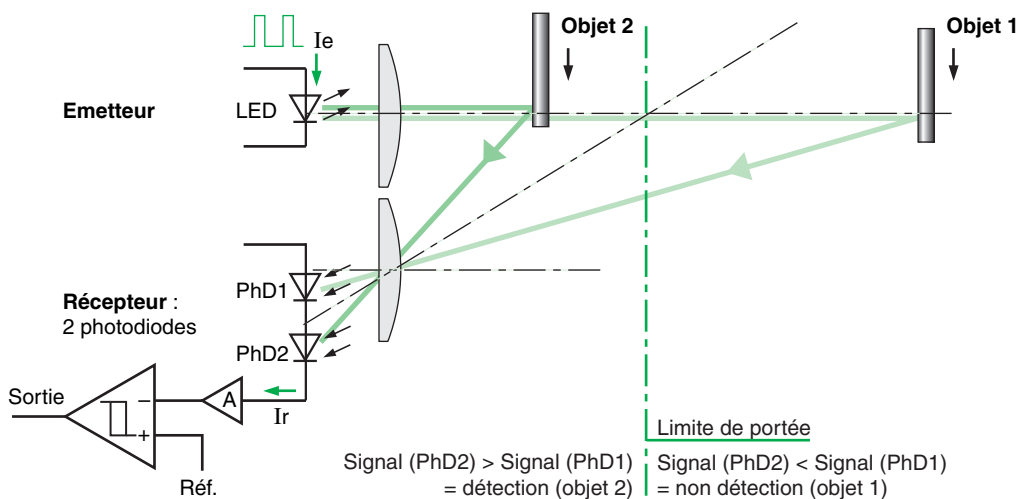 Ie
Objet 2
Objet 1
Emetteur
LED
PhD1
Récepteur :
2 photodiodes
PhD2
Sortie
A
−
+
Ir
Réf.
Limite de portée
Signal (PhD2) > Signal (PhD1)
= détection (objet 2)
Signal (PhD2) < Signal (PhD1)
= non détection (objet 1)